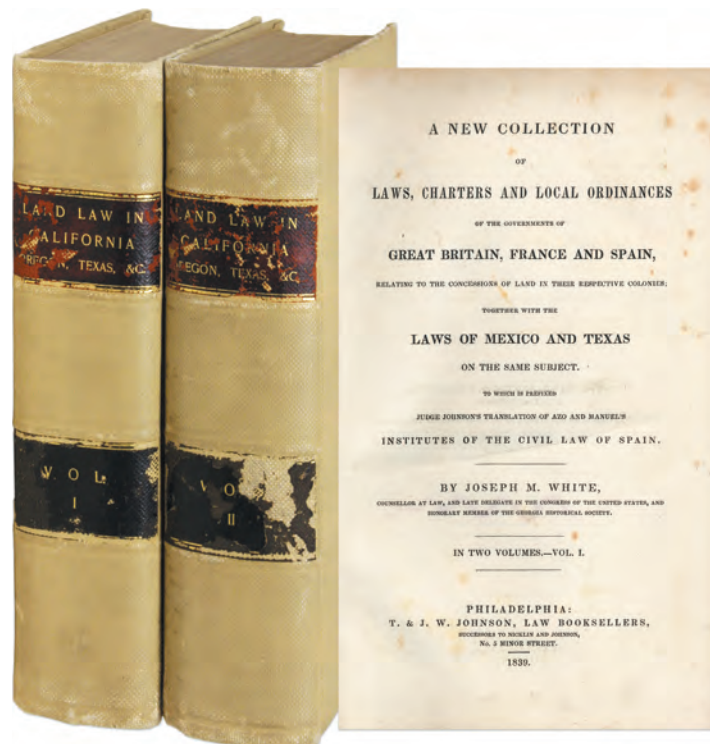 LAND LAW IN
CALIFORNIA
OREGON, TEXAS, &C.
VOL
I
LAND LAW IN
CALIFORNIA
OREGON, TEXAS, &C.
VO
II
A NEW COLLECTION
OF
LAWS, CHARTERS AND LOCAL ORDINANCES
OF THE GOVERNMENTS OF
GREAT BRITAIN, FRANCE AND SPAIN,
RELATING TO THE CONCESSIONS OF LAND IN THEIR RESPECTIVE COLONIES;
TOGETHER WITH THE
LAWS OF MEXICO AND TEXAS
ON THE SAME SUBJECT.
TO WHICH IS PREFIXED
JUDGE JOHNSON'S TRANSLATION OF AZO AND MANUEL'S
INSTITUTES OF THE CIVIL LAW OF SPAIN.
BY JOSEPH M. WHITE,
COUNSELLOR AT LAW, AND LATE DELEGATE IN THE CONGRESS OF THE UNITED STATES, AND
HONORARY MEMBER OF THE GEORGIA HISTORICAL SOCIETY.
IN TWO VOLUMES.—VOL. I.
PHILADELPHIA:
T. & J. W. JOHNSON, LAW BOOKSELLERS,
SUCCESSORS TO NICKLIN AND JOHNSON,
No. 5 MINOR STREET.
1839.